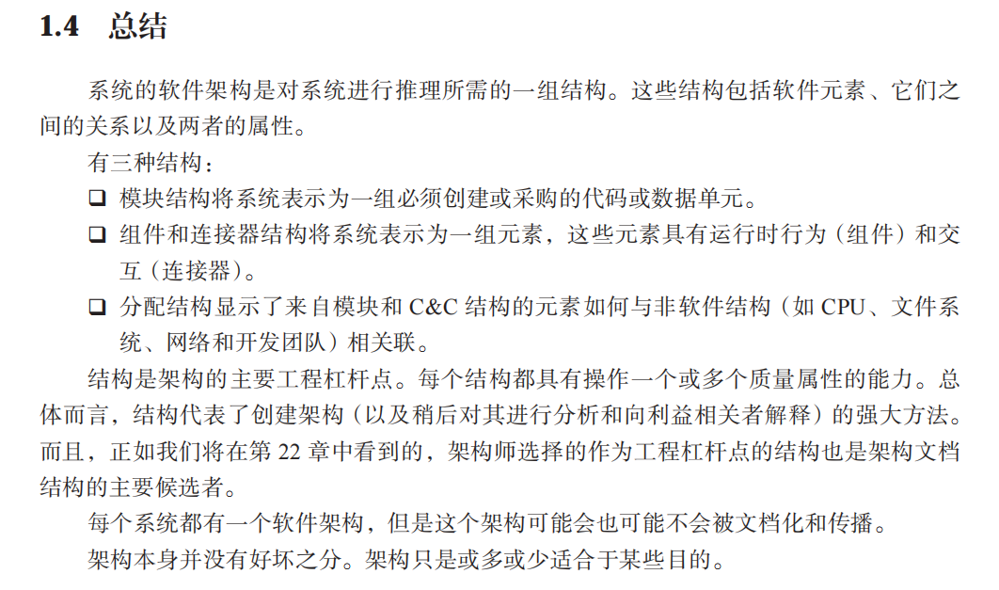 1.4 总结
系统的软件架构是对系统进行推理所需的一组结构。这些结构包括软件元素、它们之
间的关系以及两者的属性。
有三种结构：
❑ 模块结构将系统表示为一组必须创建或采购的代码或数据单元。
❑ 组件和连接器结构将系统表示为一组元素，这些元素具有运行时行为（组件）和交
互（连接器）。
❑ 分配结构显示了来自模块和 C&C 结构的元素如何与非软件结构（如 CPU、文件系
统、网络和开发团队）相关联。
结构是架构的主要工程杠杆点。每个结构都具有操作一个或多个质量属性的能力。总
体而言，结构代表了创建架构（以及稍后对其进行分析和向利益相关者解释）的强大方法。
而且，正如我们将在第 22 章中看到的，架构师选择的作为工程杠杆点的结构也是架构文档
结构的主要候选者。
每个系统都有一个软件架构，但是这个架构可能会也可能不会被文档化和传播。
架构本身并没有好坏之分。架构只是或多或少适合于某些目的。